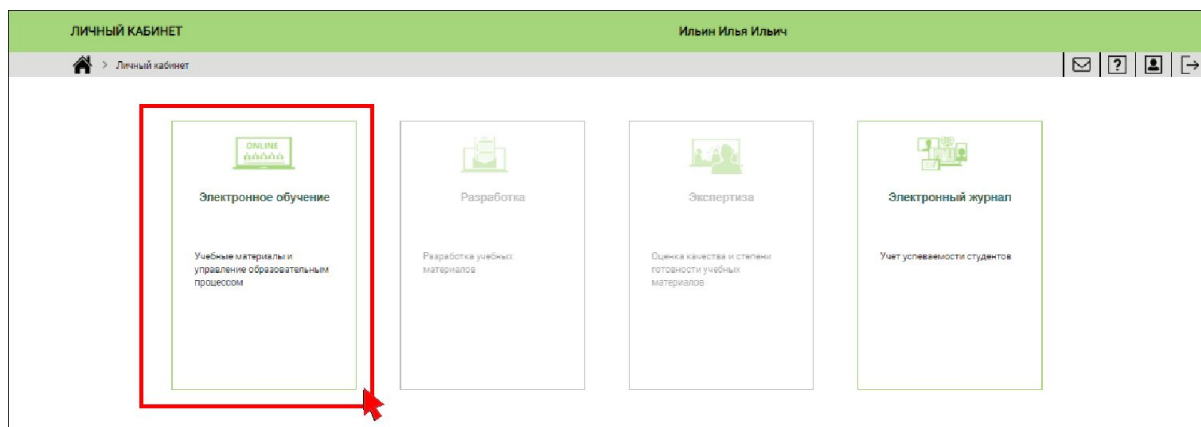 ЛИЧНЫЙ КАБИНЕТ
Ильин Илья Ильич
> Личный кабинет
?
ONLINE
Электронное обучение
Учебные материалы и
управление образовательным
процессом
Разработка
Разработка учебных
материалов
Экспертиза
Оценка качества и степени
готовности учебных
материалов
Электронный журнал
Учет успеваемости студентов